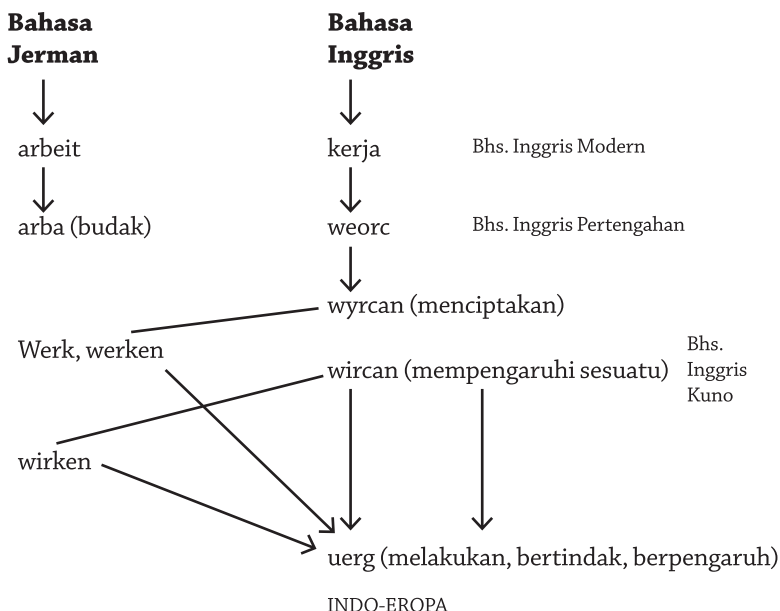 Bahasa
Jerman
Bahasa
Inggris
arbeit
kerja
Bhs. Inggris Modern
arba (budak)
weorc
Bhs. Inggris Pertengahan
wyrcan (menciptakan)
Werk, werken
wircan (mempengaruhi sesuatu)
Bhs.
Inggris
Kuno
wirken
uerg (melakukan, bertindak, berpengaruh)
INDO-EROPA